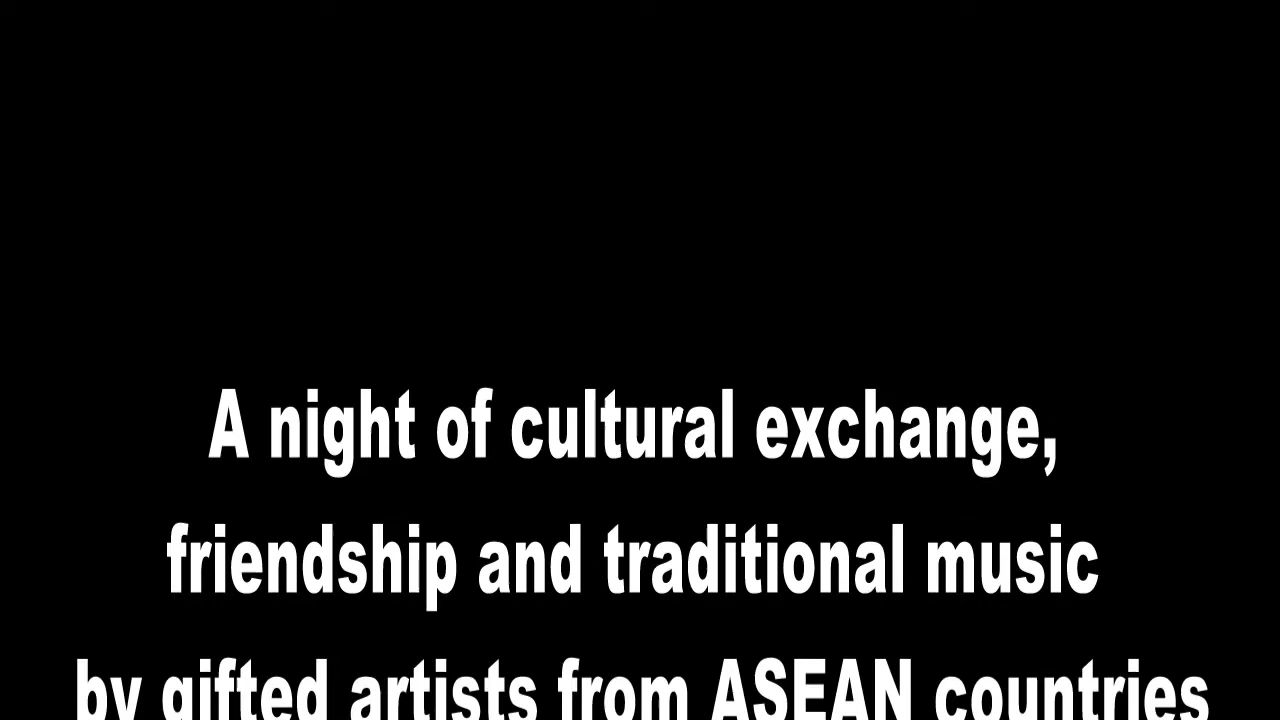 A night of cultural exchange,
friendship and traditional music
by gifted artists from ASEAN countries